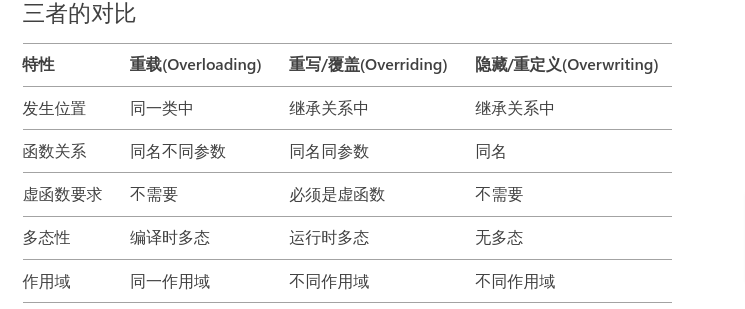 三者的对比
特性 重载(Overloading) 重写/覆盖(Overriding) 隐藏/重定义(Overwriting)
发生位置 同一类中 继承关系中 继承关系中
函数关系 同名不同参数 同名同参数 同名
虚函数要求 不需要 必须是虚函数 不需要
多态性 编译时多态 运行时多态 无多态
作用域 同一作用域 不同作用域 不同作用域